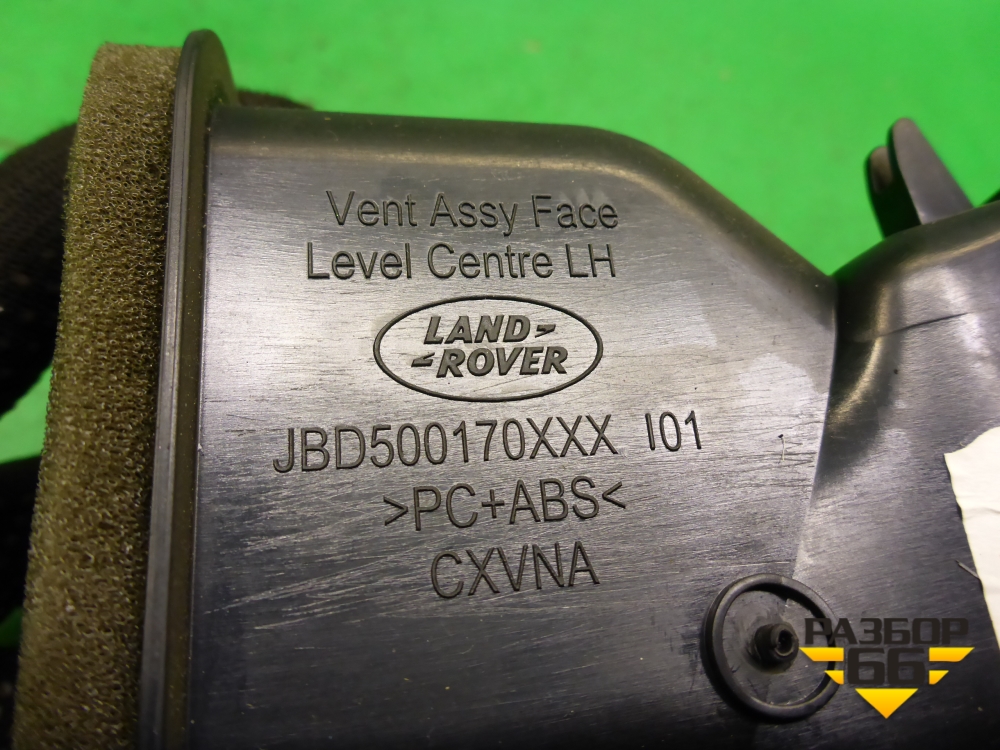 Vent Assy Face
Level Centre LH
LAND-
-ROVER
JBD500170XXX I01
>PC+ABS<
CXVNA
РАЗБОР
66